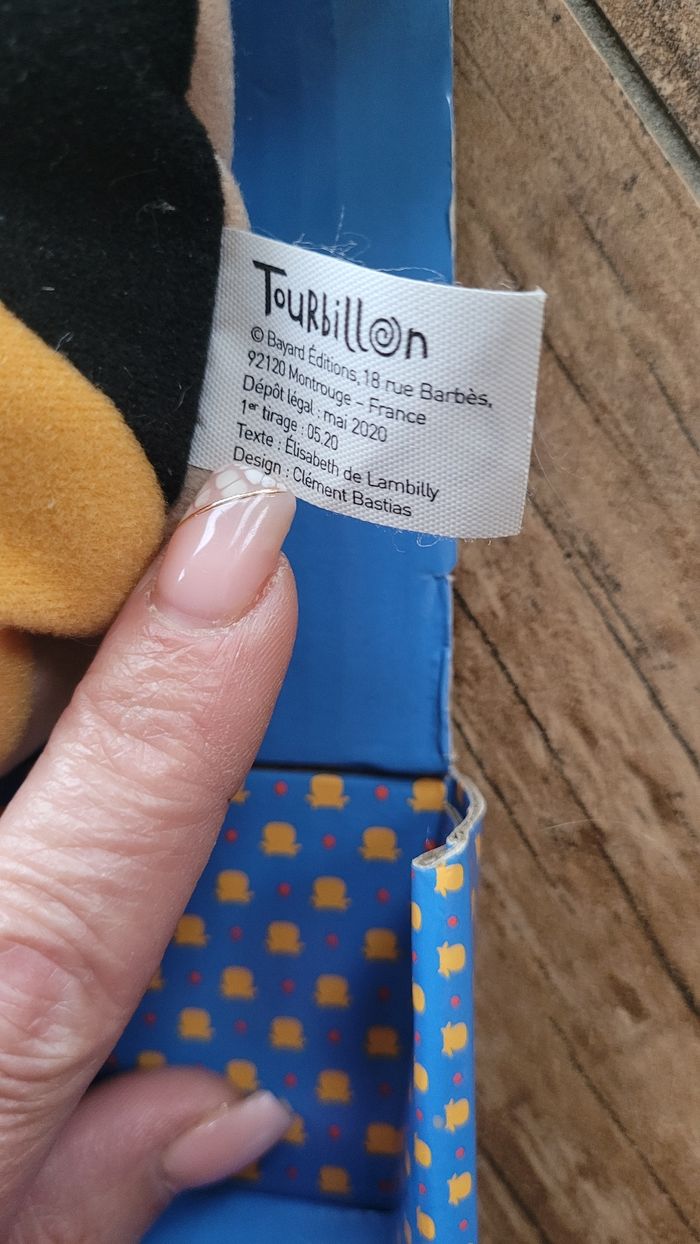 Tourbillon
© Bayard Éditions, 18 rue Barbès,
92120 Montrouge – France
Dépôt légal : mai 2020
1er tirage : 05.20
Texte : Élisabeth de Lambilly
Design : Clément Bastias